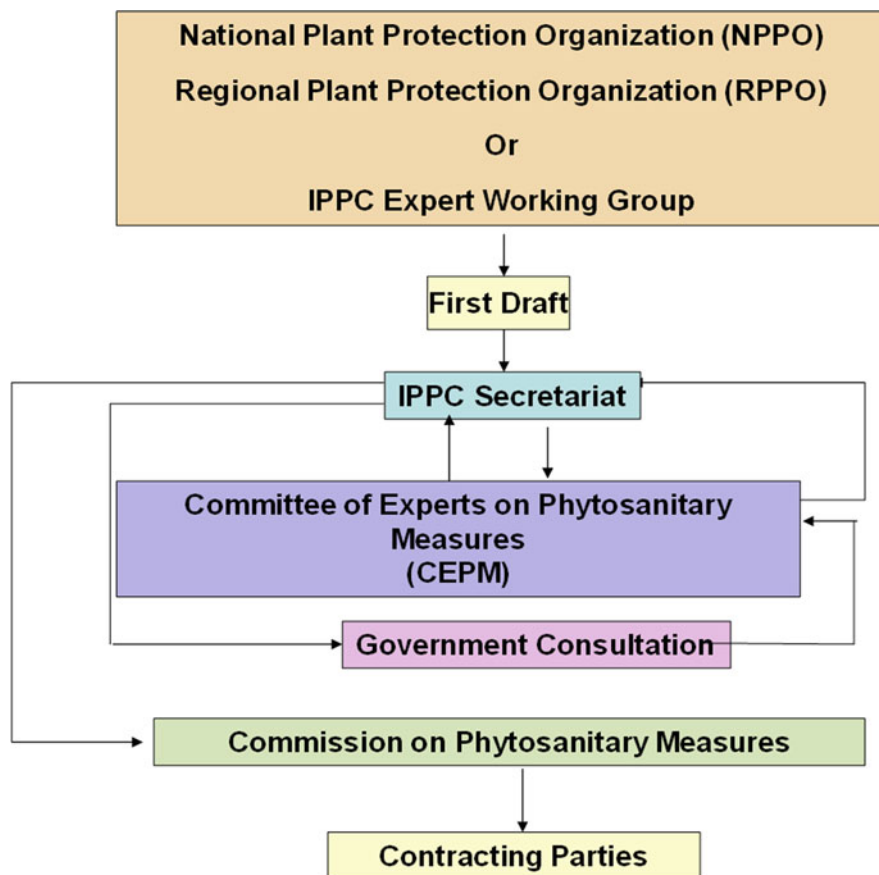 National Plant Protection Organization (NPPO)
Regional Plant Protection Organization (RPPO)
Or
IPPC Expert Working Group
First Draft
IPPC Secretariat
Committee of Experts on Phytosanitary
Measures
(CEPM)
Government Consultation
Commission on Phytosanitary Measures
Contracting Parties